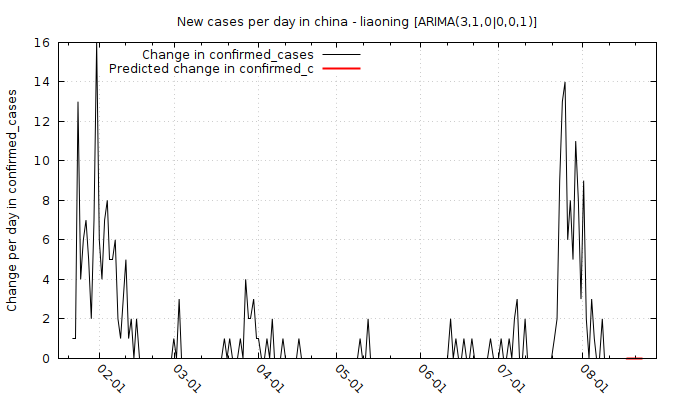 New cases per day in china - liaoning [ARIMA(3,1,0|0,0,1)]
Change in confirmed_cases
Predicted change in confirmed_c
Change per day in confirmed_cases
16
14
12
10
8
6
4
2
0
02-01 03-01 04-01 05-01 06-01 07-01 08-01